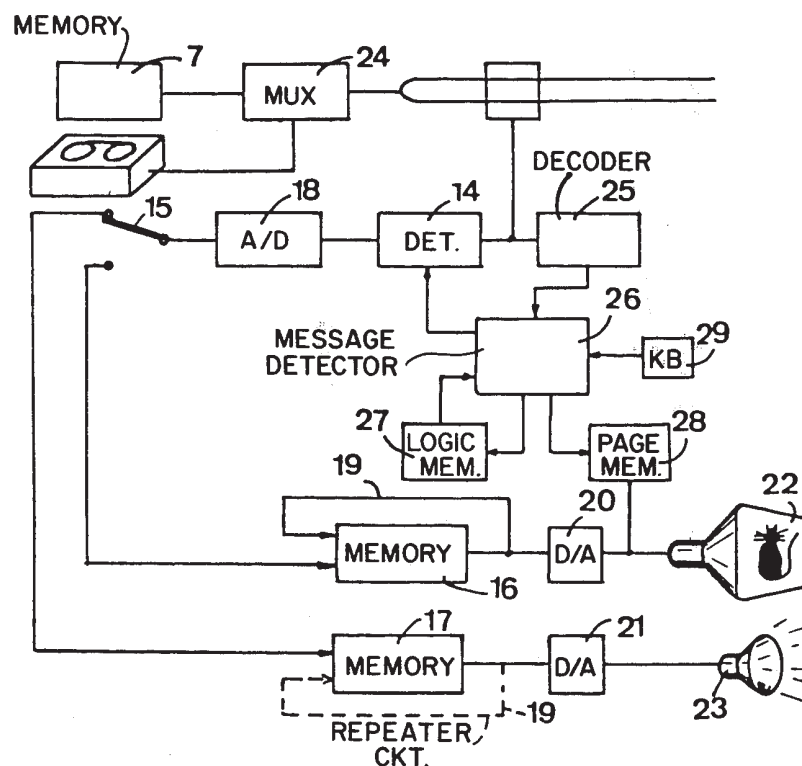 MEMORY
7
24
MUX
DECODER
15
18
14
25
A/D
DET.
26
MESSAGE
DETECTOR
KB
29
27
LOGIC
MEM.
PAGE
MEM.
28
19
20
22
MEMORY
D/A
16
17
21
MEMORY
D/A
19
23
REPEATER
CKT.